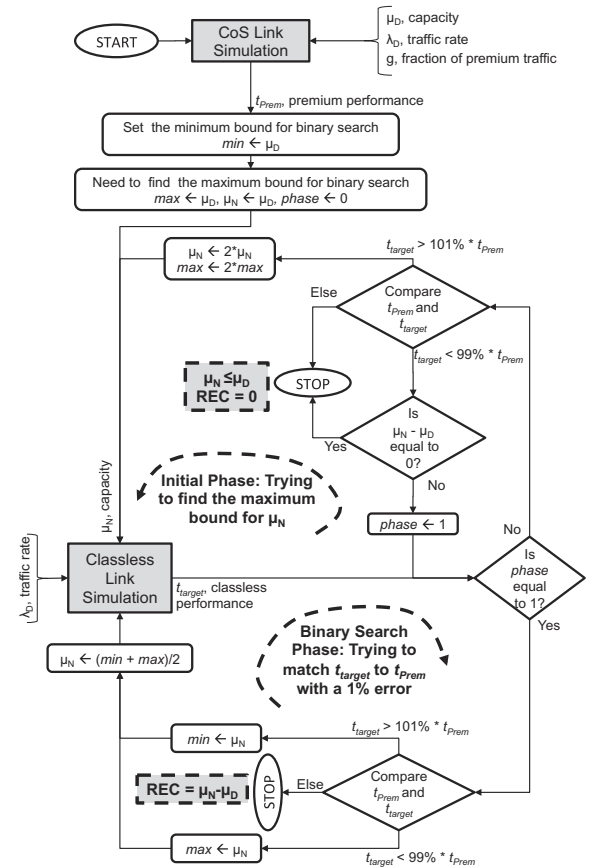 START
CoS Link
Simulation
μD, capacity
λD, traffic rate
g, fraction of premium traffic
tPrem, premium performance
Set the minimum bound for binary search
min ← μD
Need to find the maximum bound for binary search
max ← μD, μN ← μD, phase ← 0
μN ← 2*μN
max ← 2*max
ttarget > 101% * tPrem
Else
Compare
tPrem and
ttarget
ttarget < 99% * tPrem
μN ≤μD
REC = 0
STOP
Is
μN - μD
equal to
0?
Yes
No
phase ← 1
Initial Phase: Trying
to find the maximum
bound for μN
μN, capacity
λD, traffic rate
Classless
Link
Simulation
ttarget, classless
performance
No
Is
phase
equal
to 1?
Yes
Binary Search
Phase: Trying to
match ttarget to tPrem
with a 1% error
μN ← (min + max)/2
min ← μN
ttarget > 101% * tPrem
REC = μN-μD
STOP
Else
Compare
tPrem and
ttarget
max ← μN
ttarget < 99% * tPrem